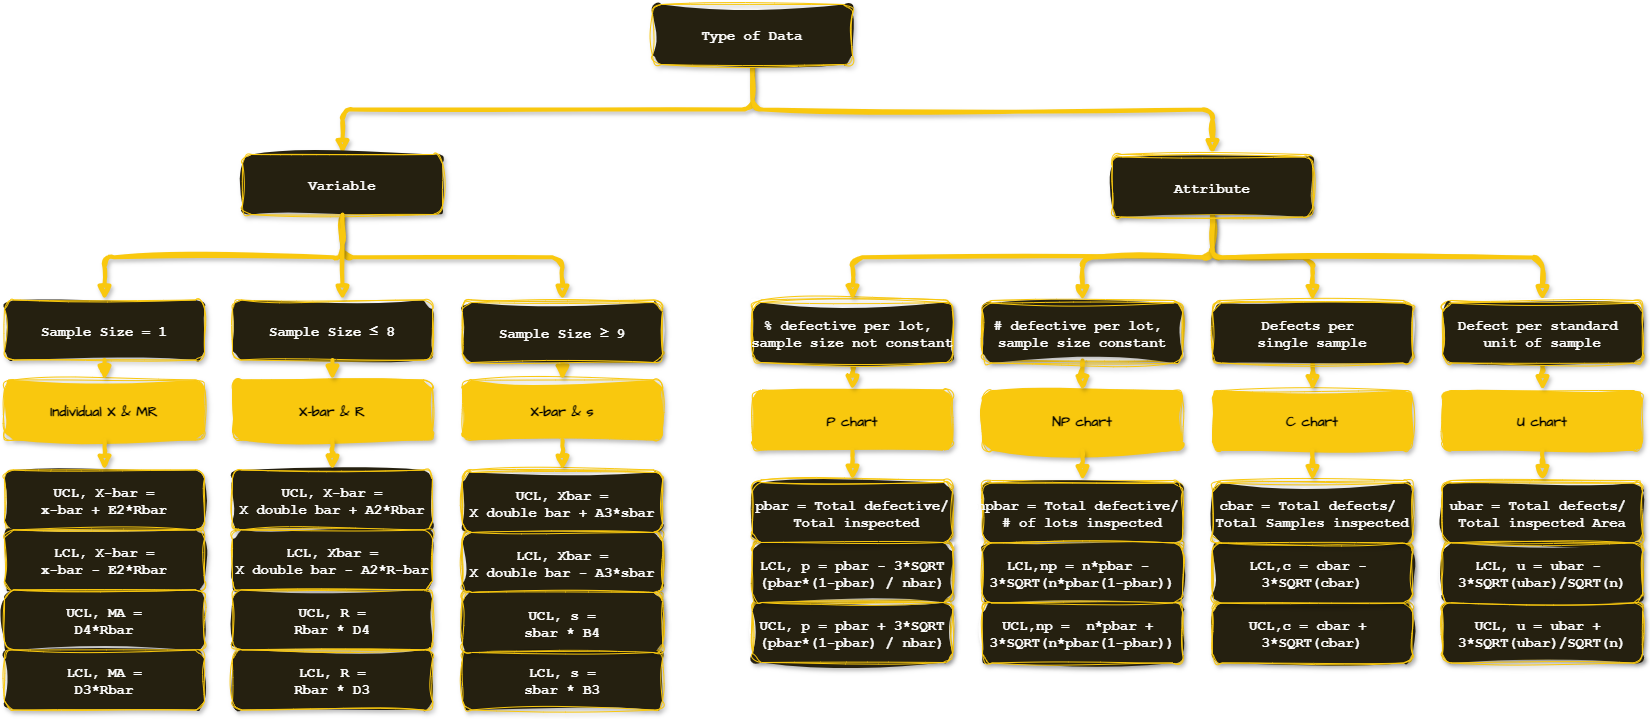 Type of Data
Variable
Attribute
Sample Size = 1
Sample Size ≤ 8
Sample Size ≥ 9
% defective per lot,
sample size not constant
# defective per lot,
sample size constant
Defects per
single sample
Defect per standard
unit of sample
Individual X & MR
X-bar & R
X-bar & s
P chart
NP chart
C chart
U chart
UCL, X-bar =
x-bar + E2*Rbar
LCL, X-bar =
x-bar - E2*Rbar
UCL, MA =
D4*Rbar
LCL, MA =
D3*Rbar
UCL, X-bar =
X double bar + A2*Rbar
LCL, Xbar =
X double bar - A2*R-bar
UCL, R =
Rbar * D4
LCL, R =
Rbar * D3
UCL, Xbar =
X double bar + A3*sbar
LCL, Xbar =
X double bar - A3*sbar
UCL, s =
sbar * B4
LCL, s =
sbar * B3
pbar = Total defective/
Total inspected
LCL, p = pbar - 3*SQRT
(pbar*(1-pbar) / nbar)
UCL, p = pbar + 3*SQRT
(pbar*(1-pbar) / nbar)
npbar = Total defective/
# of lots inspected
LCL,np = n*pbar -
3*SQRT(n*pbar(1-pbar))
UCL,np =  n*pbar +
3*SQRT(n*pbar(1-pbar))
cbar = Total defects/
Total Samples inspected
LCL,c = cbar -
3*SQRT(cbar)
UCL,c = cbar +
3*SQRT(cbar)
ubar = Total defects/
Total inspected Area
LCL, u = ubar -
3*SQRT(ubar)/SQRT(n)
UCL, u = ubar +
3*SQRT(ubar)/SQRT(n)